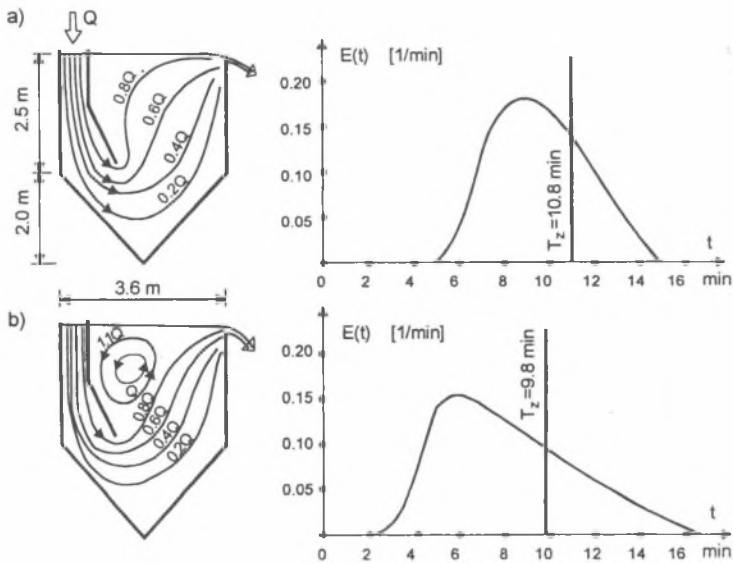 a)
Q
2.5 m
2.0 m
0.8Q
0.6Q
0.4Q
0.2Q
E(t) [1/min]
0.20
0.15
0.10
0.05
T_z=10.8 min
t
0 2 4 6 8 10 12 14 16 min
3.6 m
b)
1.1Q
Q
0.8Q
0.6Q
0.4Q
0.2Q
E(t) [1/min]
0.20
0.15
0.10
0.05
T_z=9.8 min
t
0 2 4 6 8 10 12 14 16 min